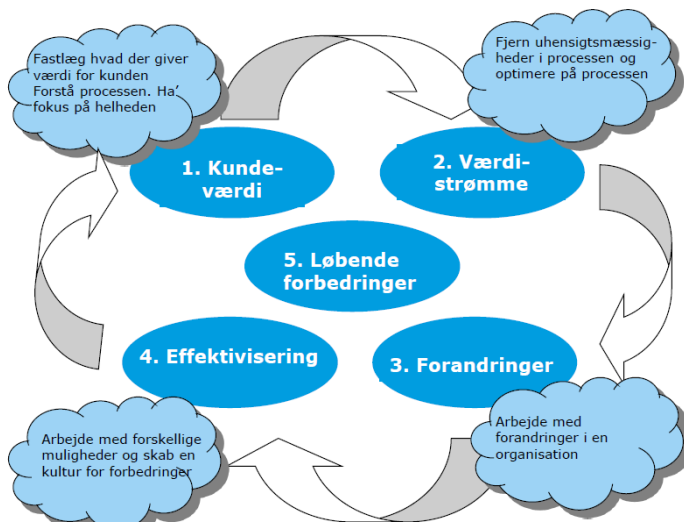 Fastlæg hvad der giver
værdi for kunden
Forstå processen. Ha’
fokus på helheden
Fjern uhensigtsmæssig-
heder i processen og
optimere på processen
1. Kunde-
værdi
2. Værdi-
strømme
5. Løbende
forbedringer
4. Effektivisering
3. Forandringer
Arbejde med forskellige
muligheder og skab en
kultur for forbedringer
Arbejde med
forandringer i en
organisation